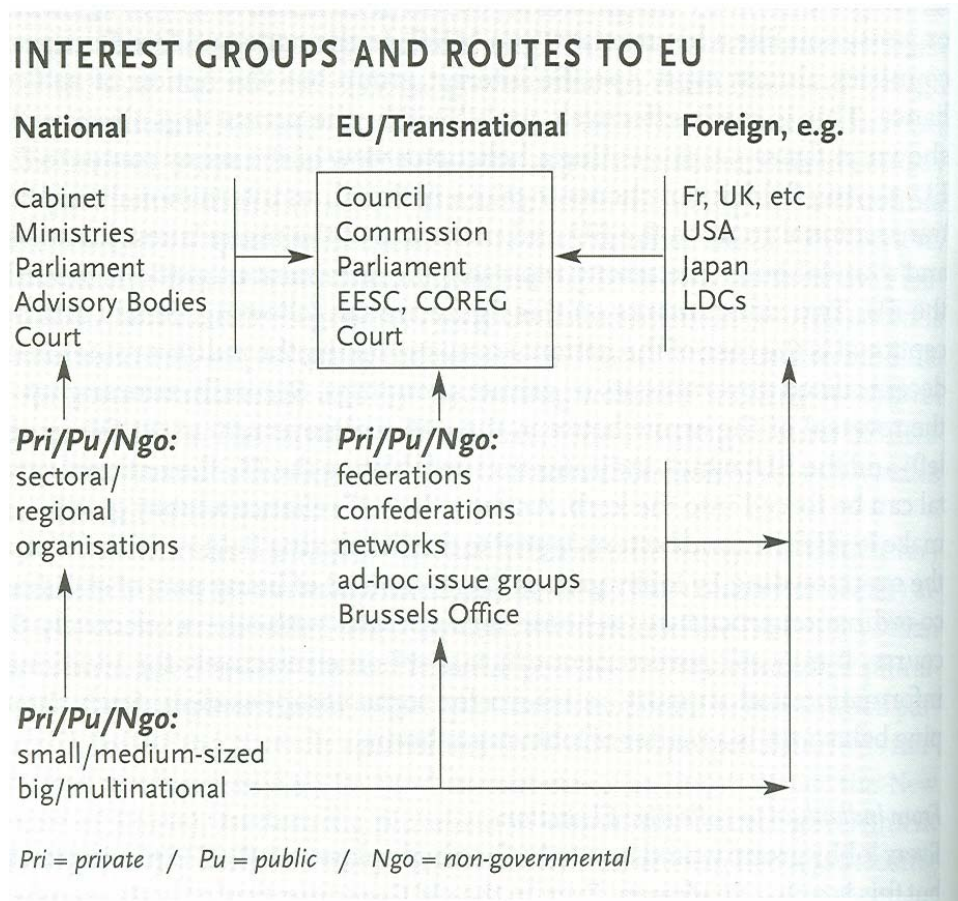 INTEREST GROUPS AND ROUTES TO EU
National
Cabinet
Ministries
Parliament
Advisory Bodies
Court
EU/Transnational
Council
Commission
Parliament
EESC, COREG
Court
Foreign, e.g.
Fr, UK, etc
USA
Japan
LDCs
Pri/Pu/Ngo:
sectoral/
regional
organisations
Pri/Pu/Ngo:
federations
confederations
networks
ad-hoc issue groups
Brussels Office
Pri/Pu/Ngo:
small/medium-sized
big/multinational
Pri = private / Pu = public / Ngo = non-governmental